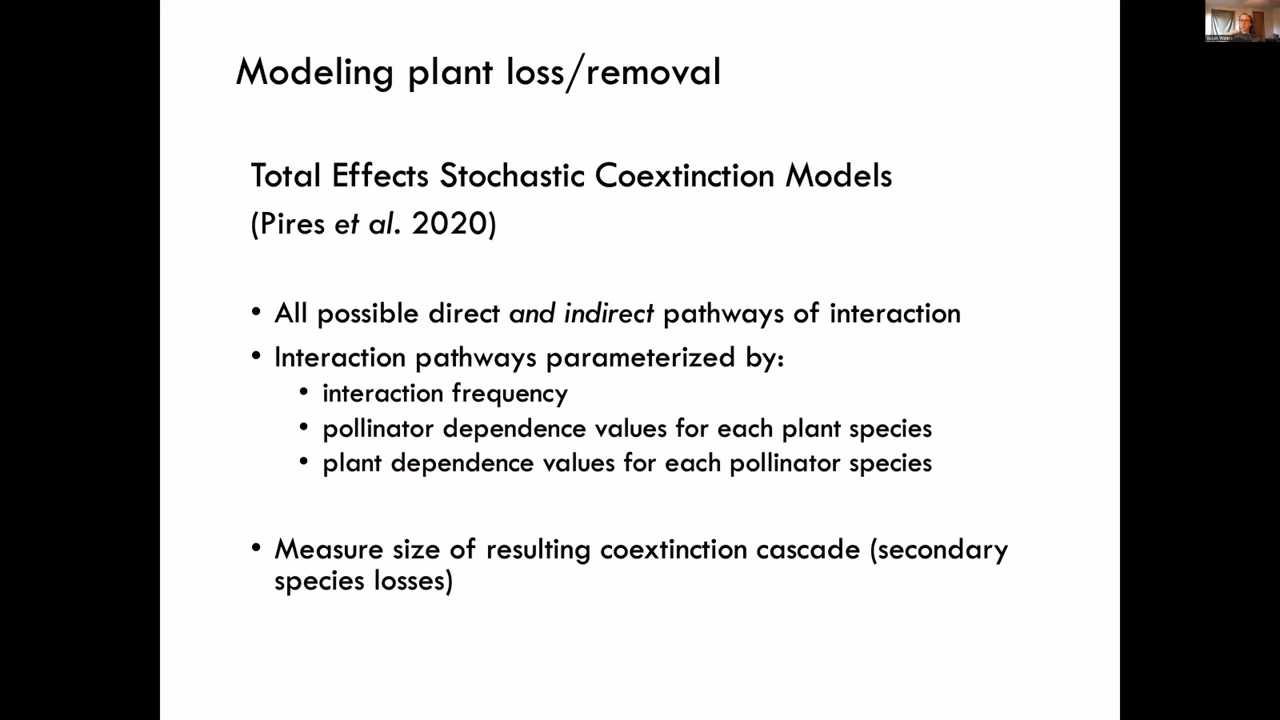 Modeling plant loss/removal
Total Effects Stochastic Coextinction Models
(Pires et al. 2020)
• All possible direct and indirect pathways of interaction
• Interaction pathways parameterized by:
• interaction frequency
• pollinator dependence values for each plant species
• plant dependence values for each pollinator species
• Measure size of resulting coextinction cascade (secondary
species losses)
Susan Waters